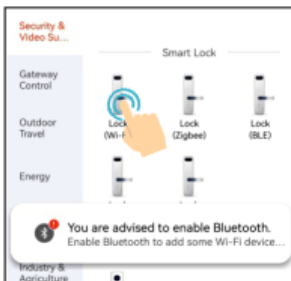 Security &
Video Su...
Smart Lock
Gateway
Control
Lock
(Wi-F
Lock
(Zigbee)
Lock
(BLE)
Outdoor
Travel
Energy
You are advised to enable Bluetooth.
Enable Bluetooth to add some Wi-Fi device...
Industry &
Agriculture